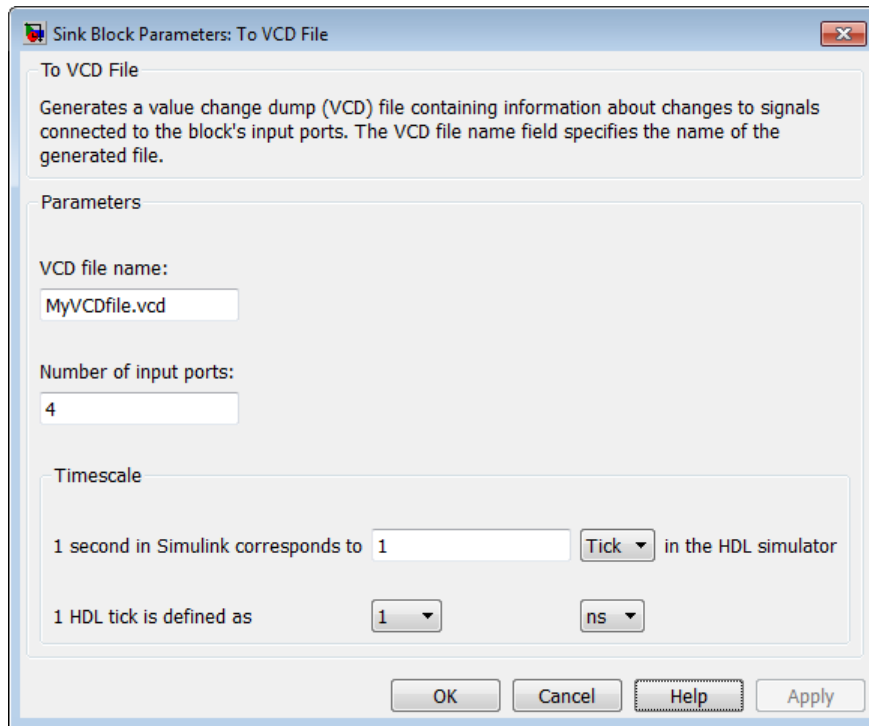 Sink Block Parameters: To VCD File
To VCD File
Generates a value change dump (VCD) file containing information about changes to signals
connected to the block's input ports. The VCD file name field specifies the name of the
generated file.
Parameters
VCD file name:
MyVCDfile.vcd
Number of input ports:
4
Timescale
1 second in Simulink corresponds to 1 Tick in the HDL simulator
1 HDL tick is defined as 1 ns
OK Cancel Help Apply